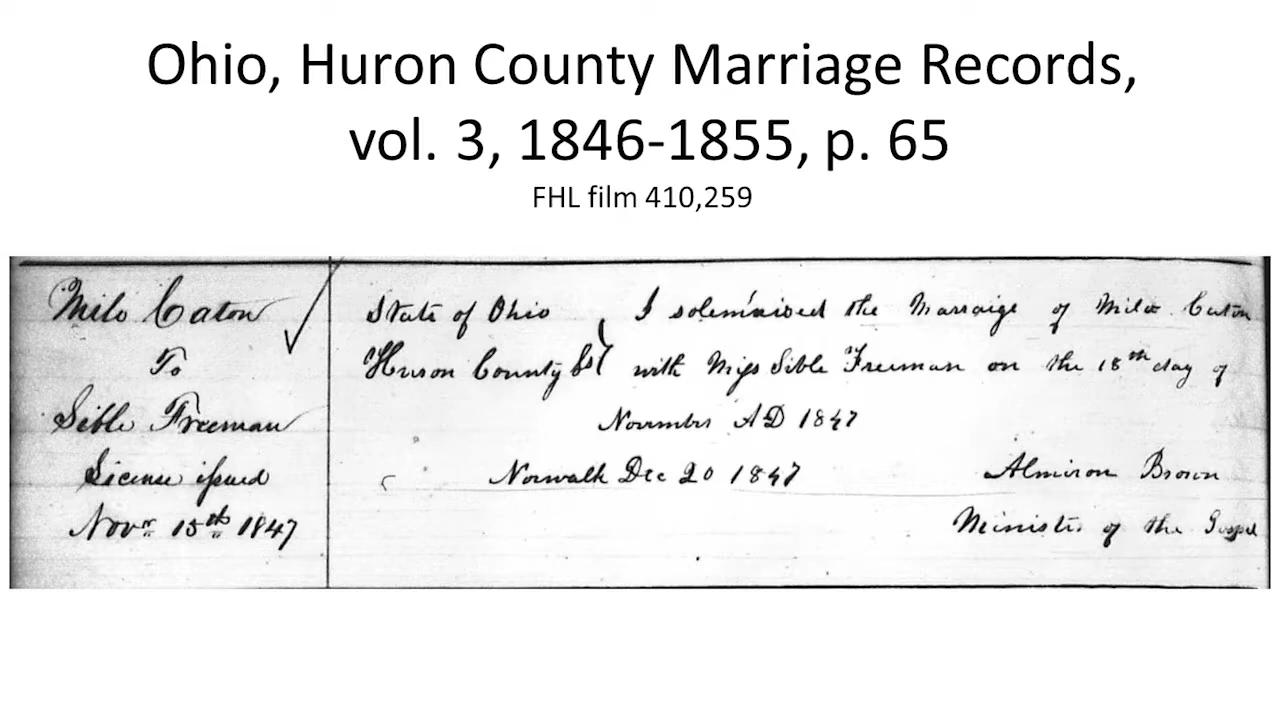 Ohio, Huron County Marriage Records,
vol. 3, 1846-1855, p. 65
FHL film 410,259
Milo Caton
To
Sible Freeman
License issued
Novr 15th 1847
State of Ohio
Huron County Ss
I solemnised the Marraige of Milo Caton
with Miss Sible Freeman on the 18th day of
November AD 1847
Norwalk Dec 20 1847
Almiron Brown
Minister of the Gospel